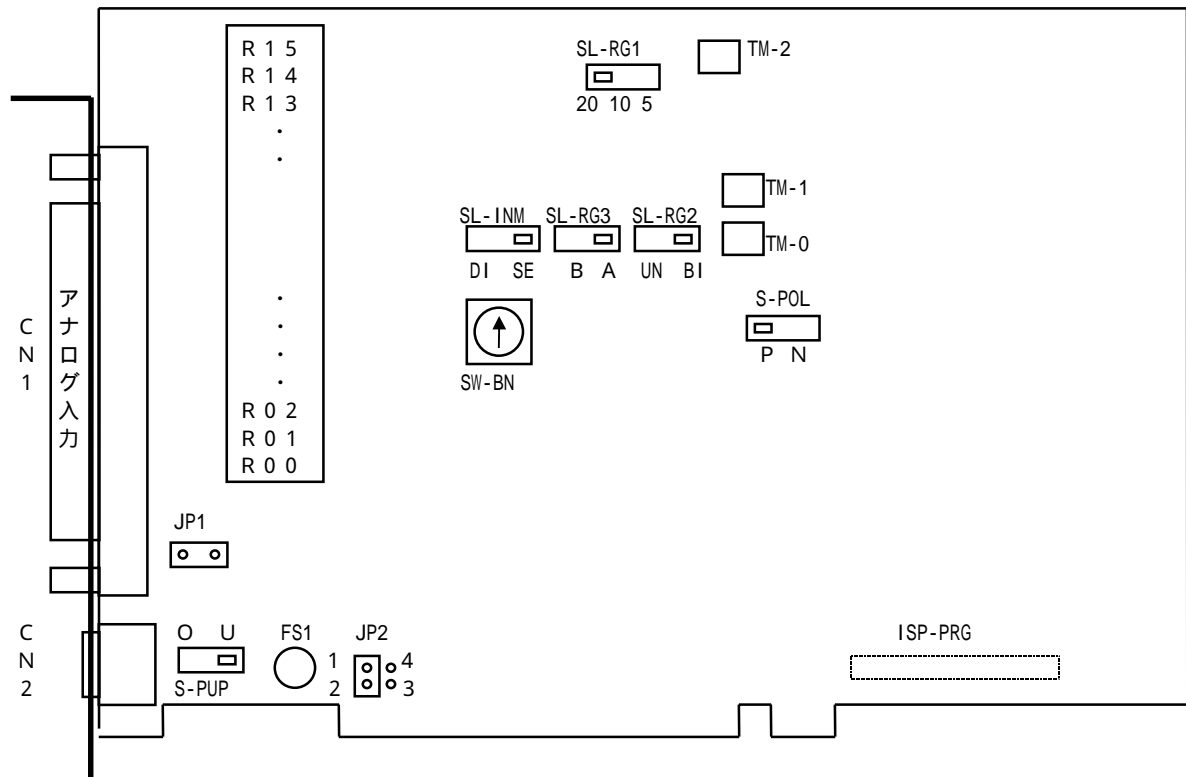 R15
R14
R13
・
・
・
・
・
・
R02
R01
R00
SL-RG1
20 10 5
TM-2
TM-1
TM-0
SL-INM SL-RG3 SL-RG2
DI SE B A UN BI
SW-BN
S-POL
P N
CN1
アナログ入力
JP1
CN2
O U
S-PUP
FS1
JP2
1 4
2 3
ISP-PRG